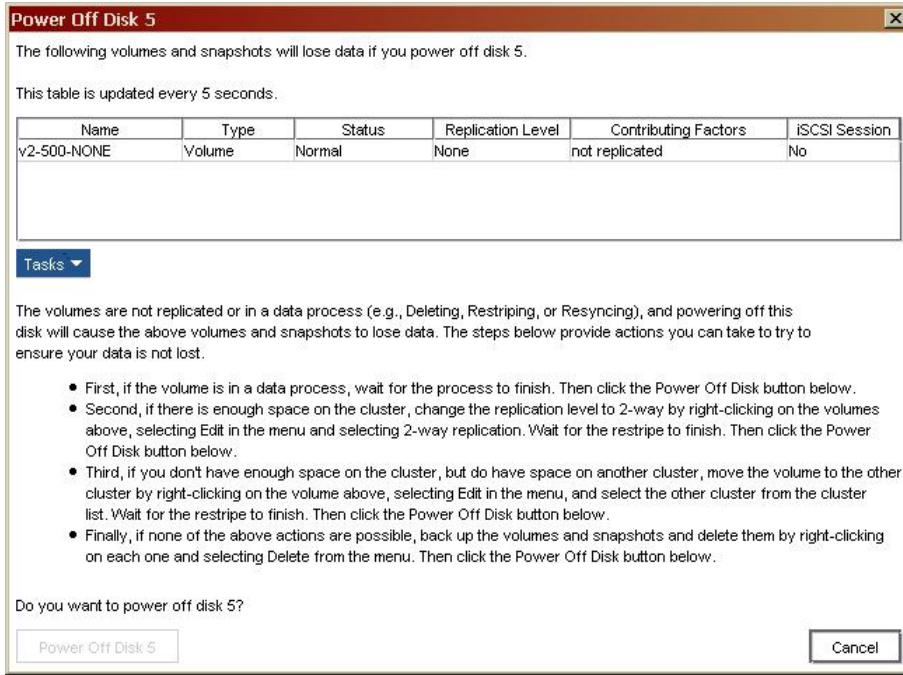 Power Off Disk 5
The following volumes and snapshots will lose data if you power off disk 5.
This table is updated every 5 seconds.
Name Type Status Replication Level Contributing Factors iSCSI Session
v2-500-NONE Volume Normal None not replicated No
Tasks
The volumes are not replicated or in a data process (e.g., Deleting, Restriping, or Resyncing), and powering off this
disk will cause the above volumes and snapshots to lose data. The steps below provide actions you can take to try to
ensure your data is not lost.
• First, if the volume is in a data process, wait for the process to finish. Then click the Power Off Disk button below.
• Second, if there is enough space on the cluster, change the replication level to 2-way by right-clicking on the volumes
above, selecting Edit in the menu and selecting 2-way replication. Wait for the restripe to finish. Then click the Power
Off Disk button below.
• Third, if you don't have enough space on the cluster, but do have space on another cluster, move the volume to the other
cluster by right-clicking on the volume above, selecting Edit in the menu, and select the other cluster from the cluster
list. Wait for the restripe to finish. Then click the Power Off Disk button below.
• Finally, if none of the above actions are possible, back up the volumes and snapshots and delete them by right-clicking
on each one and selecting Delete from the menu. Then click the Power Off Disk button below.
Do you want to power off disk 5?
Power Off Disk 5 Cancel